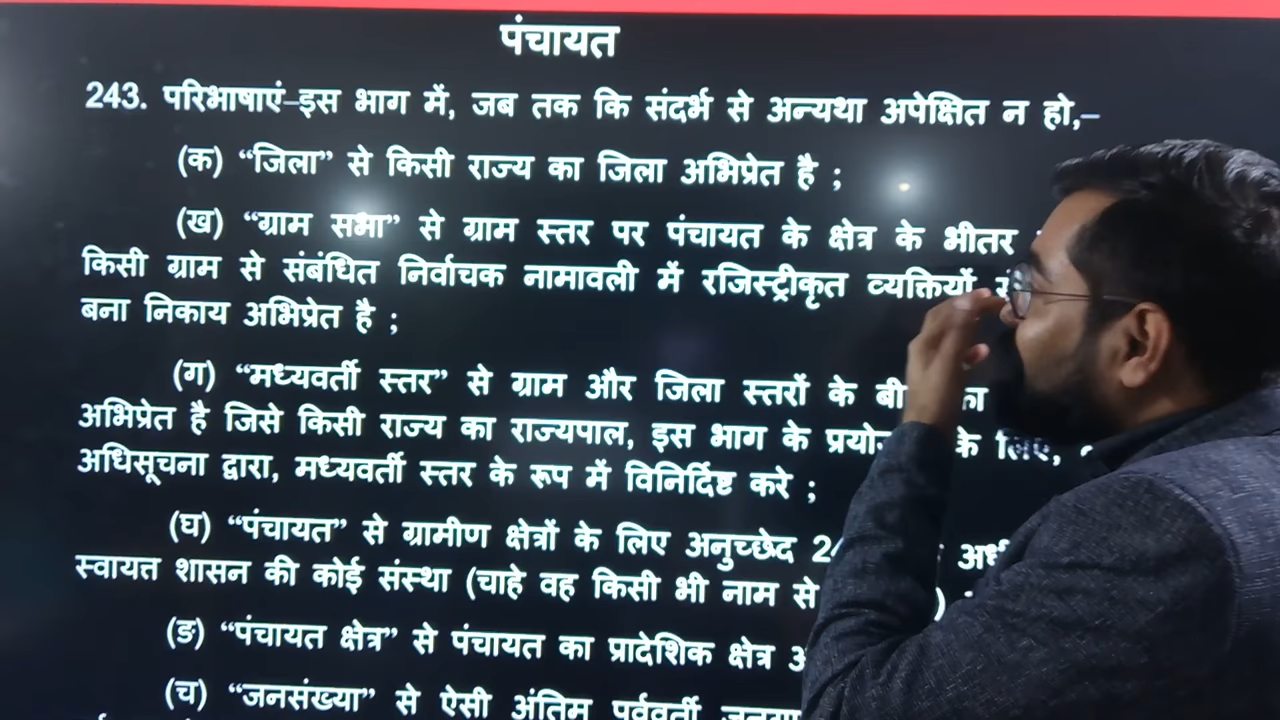 पंचायत
243. परिभाषाएं–इस भाग में, जब तक कि संदर्भ से अन्यथा अपेक्षित न हो,–
(क) “जिला” से किसी राज्य का जिला अभिप्रेत है ;
(ख) “ग्राम सभा” से ग्राम स्तर पर पंचायत के क्षेत्र के भीतर
किसी ग्राम से संबंधित निर्वाचक नामावली में रजिस्ट्रीकृत व्यक्तियों
बना निकाय अभिप्रेत है ;
(ग) “मध्यवर्ती स्तर” से ग्राम और जिला स्तरों के
अभिप्रेत है जिसे किसी राज्य का राज्यपाल, इस भाग के के लिए,
अधिसूचना द्वारा, मध्यवर्ती स्तर के रूप में विनिर्दिष्ट करे ;
(घ) “पंचायत” से ग्रामीण क्षेत्रों के लिए अनुच्छेद
स्वायत्त शासन की कोई संस्था (चाहे वह किसी भी नाम से
(ङ) “पंचायत क्षेत्र” से पंचायत का प्रादेशिक क्षेत्र
(च) “जनसंख्या” से ऐसी अंतिम पूर्ववर्ती